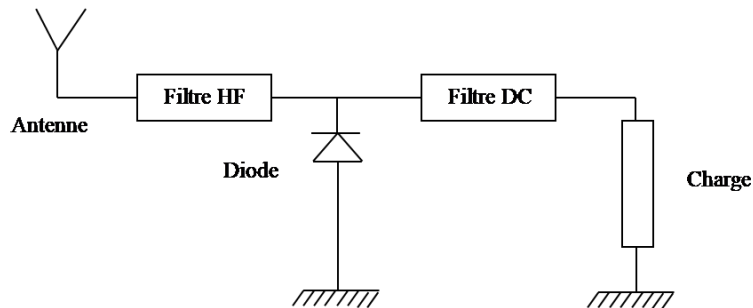 Filtre HF
Filtre DC
Antenne
Diode
Charge